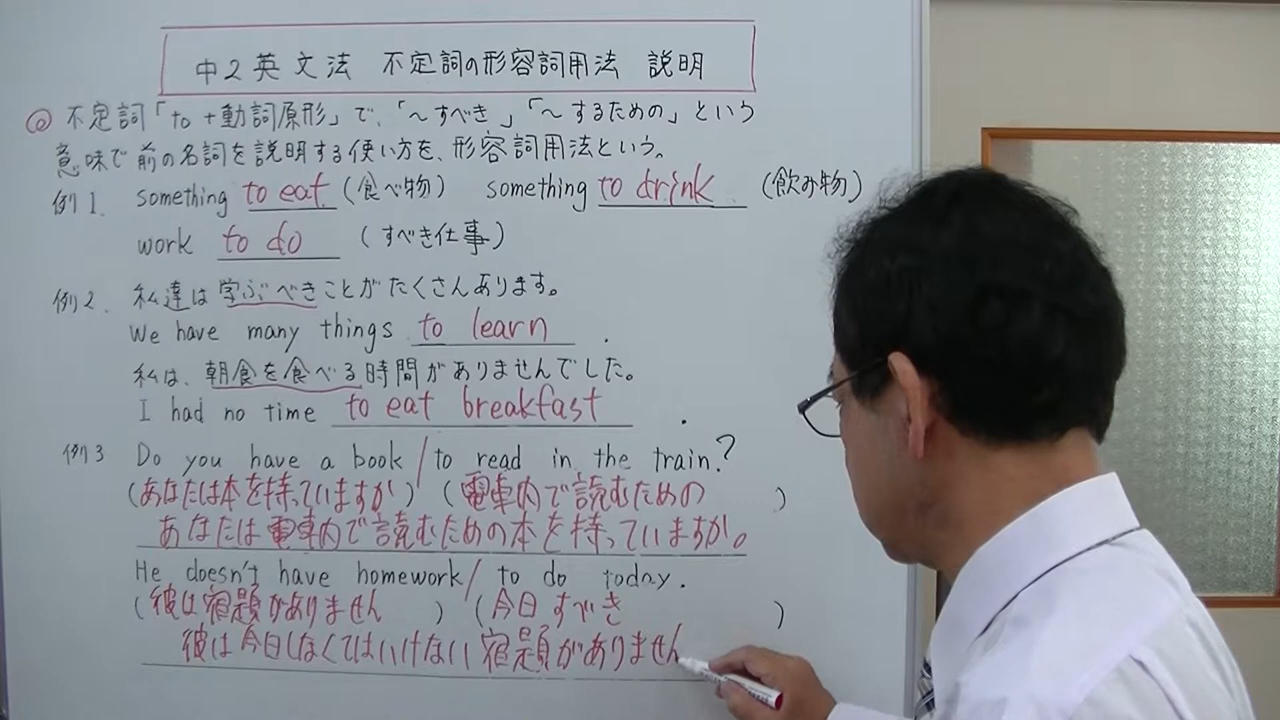 中2英文法 不定詞の形容詞用法 説明
◎ 不定詞「to+動詞原形」で、「～すべき」「～するための」という
意味で前の名詞を説明する使い方を、形容詞用法という。
例1. something to eat (食べ物) something to drink (飲み物)
work to do (すべき仕事)
例2. 私達は学ぶべきことがたくさんあります。
We have many things to learn .
私は、朝食を食べる時間がありませんでした。
I had no time to eat breakfast .
例3 Do you have a book / to read in the train.?
(あなたは本を持っていますか) (電車内で読むための )
あなたは電車内で読むための本を持っていますか。
He doesn't have homework / to do today.
(彼は宿題がありません ) (今日すべき )
彼は今日しなくてはいけない宿題がありません